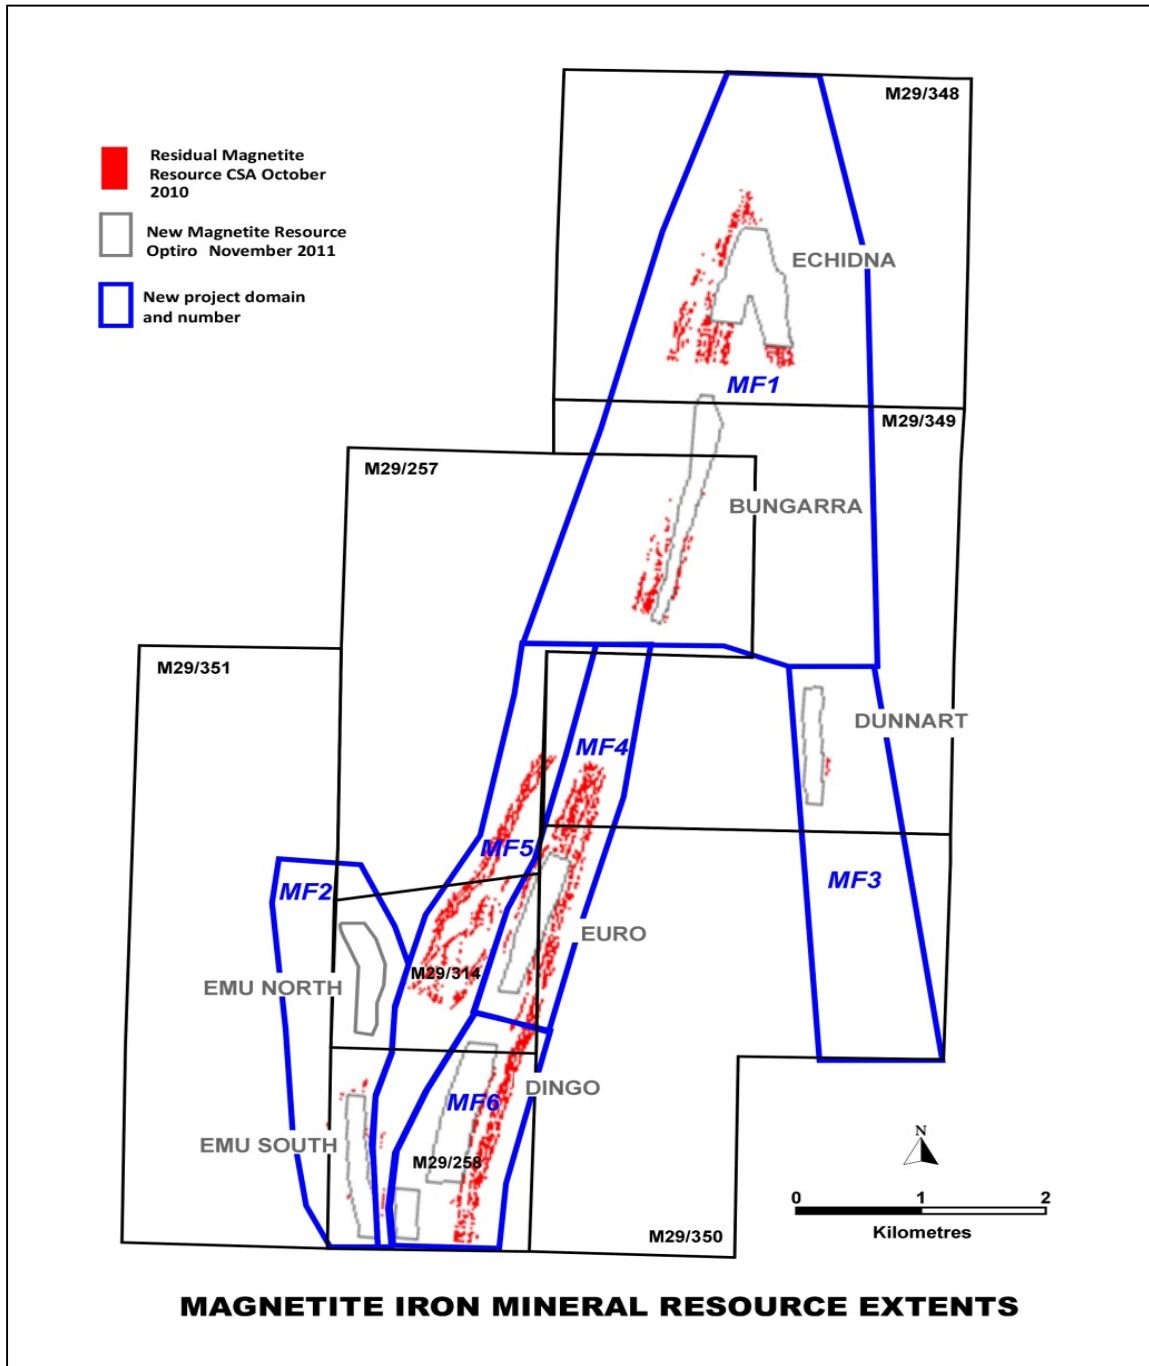 M29/348
Residual Magnetite
Resource CSA October
2010
New Magnetite Resource
Optiro November 2011
ECHIDNA
New project domain
and number
MF1
M29/349
M29/257
BUNGARRA
M29/351
DUNNART
MF4
MF5
MF3
MF2
EURO
M29/314
EMU NORTH
DINGO
MF6
EMU SOUTH
M29/258
N
0 1 2
Kilometres
M29/350
MAGNETITE IRON MINERAL RESOURCE EXTENTS